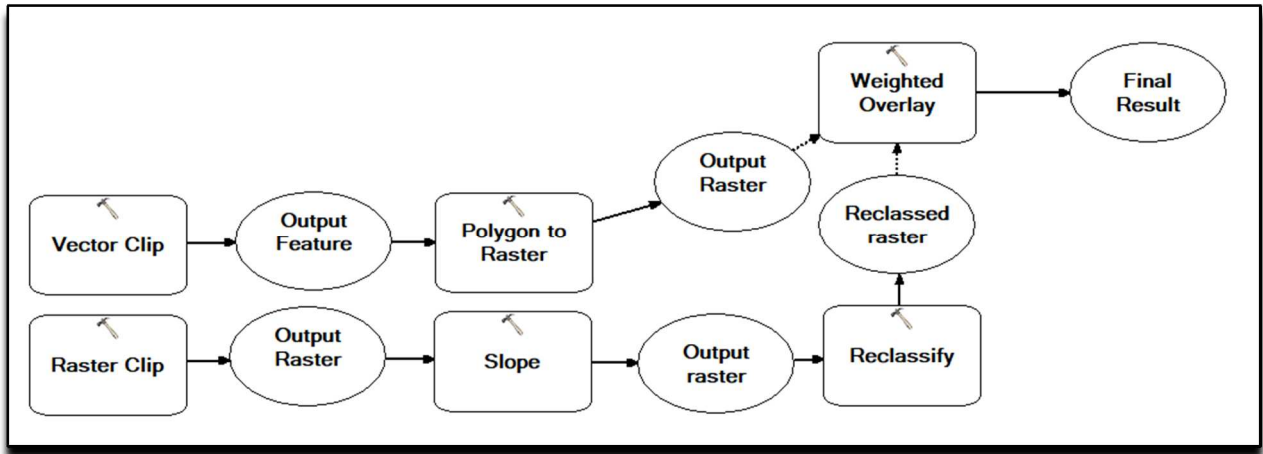 Weighted
Overlay
Final
Result
Output
Raster
Vector Clip
Output
Feature
Polygon to
Raster
Reclassed
raster
Raster Clip
Output
Raster
Slope
Output
raster
Reclassify